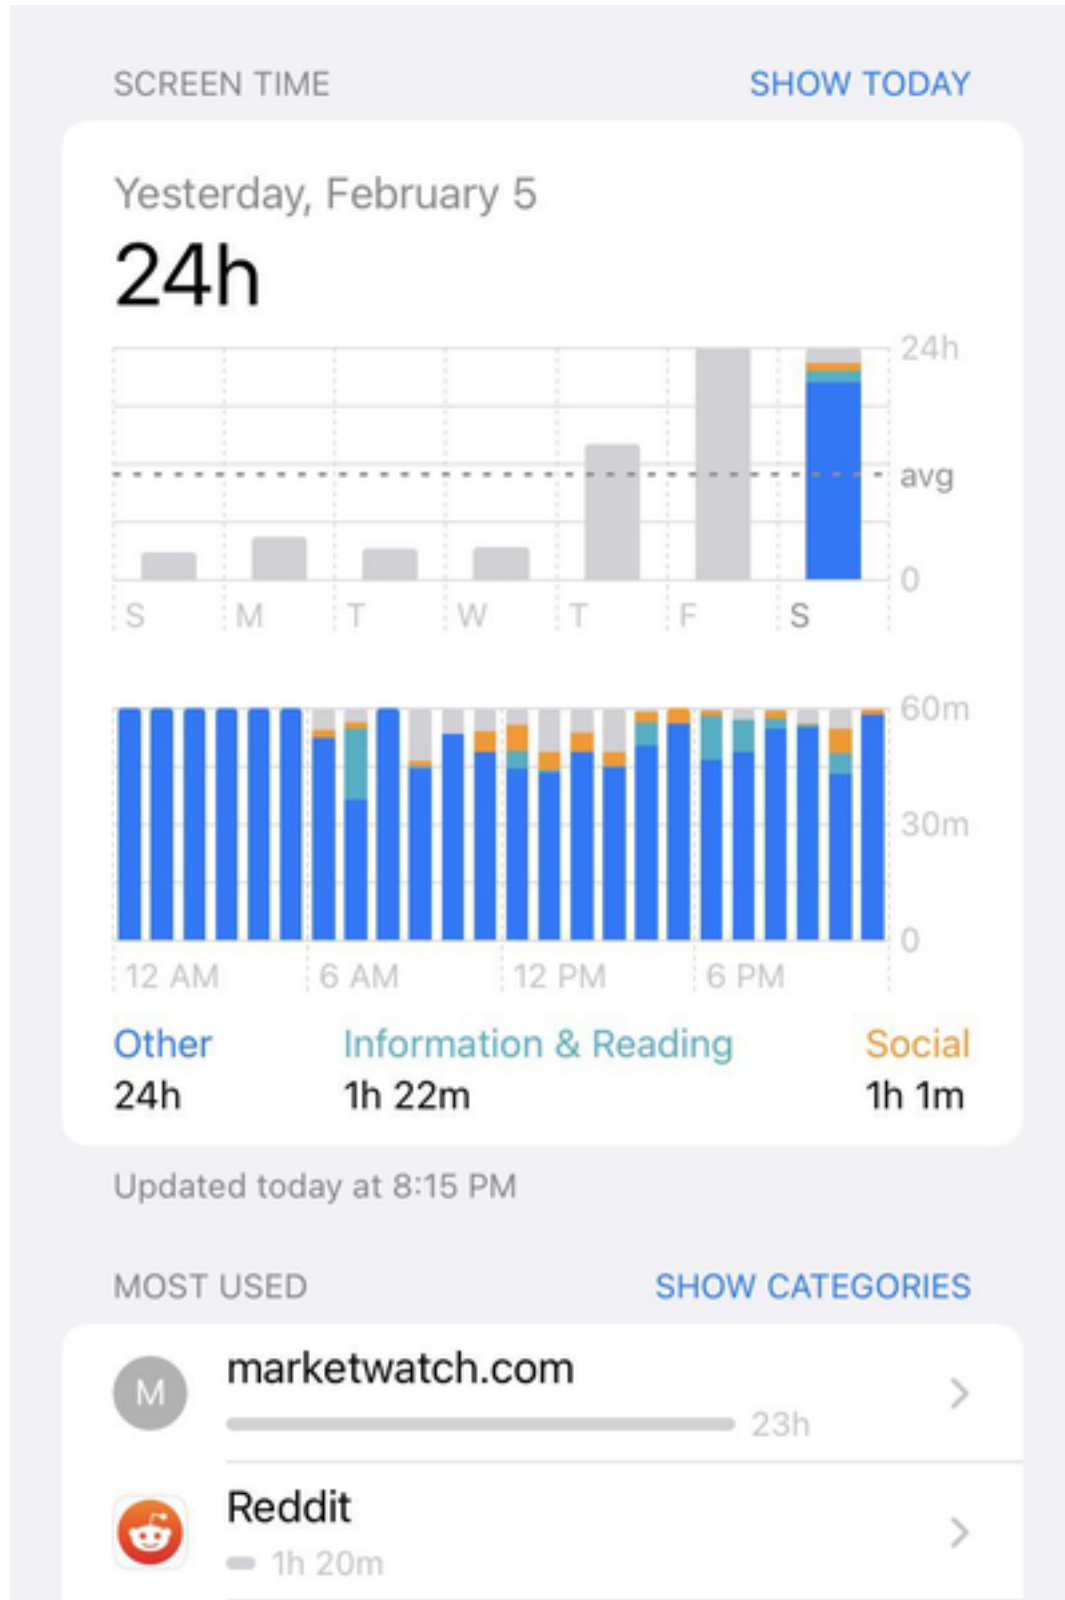 SCREEN TIME SHOW TODAY
Yesterday, February 5
24h
24h
avg
0
S M T W T F S
60m
30m
0
12 AM 6 AM 12 PM 6 PM
Other Information & Reading Social
24h 1h 22m 1h 1m
Updated today at 8:15 PM
MOST USED SHOW CATEGORIES
M marketwatch.com
23h
Reddit
1h 20m